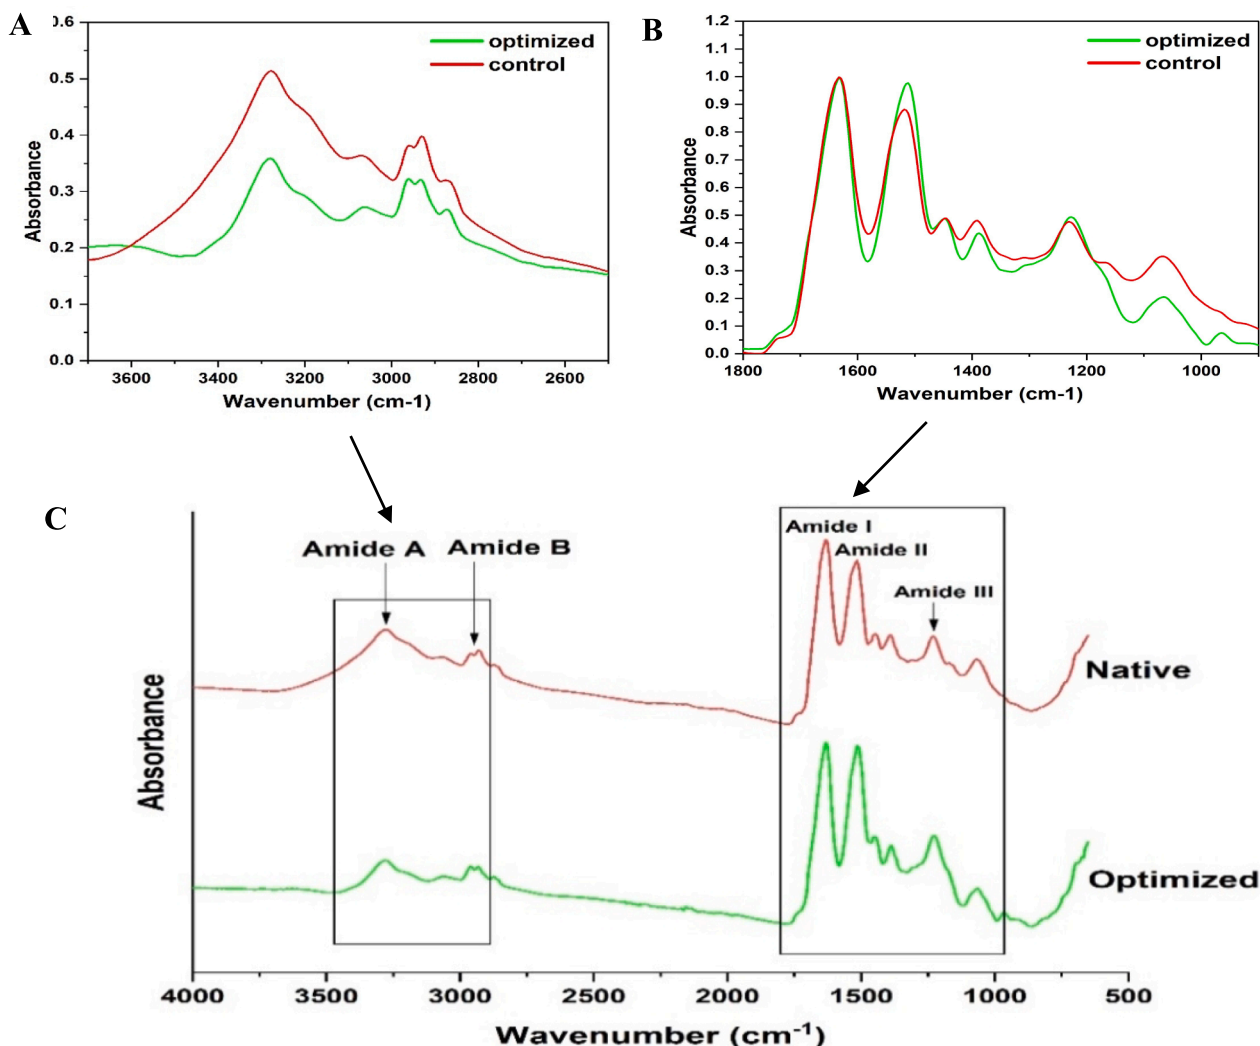 A
B
).6
0.5
0.4
0.3
0.2
0.1
0.0
Absorbance
optimized
control
3600
3400
3200
3000
2800
2600
Wavenumber (cm-1)
1.2
1.1
1.0
0.9
0.8
0.7
0.6
0.5
0.4
0.3
0.2
0.1
0.0
Absorbance
optimized
control
1800
1600
1400
1200
1000
Wavenumber (cm-1)
C
Amide A
Amide B
Amide I
Amide II
Amide III
Native
Optimized
Absorbance
4000
3500
3000
2500
2000
1500
1000
500
Wavenumber (cm⁻¹)